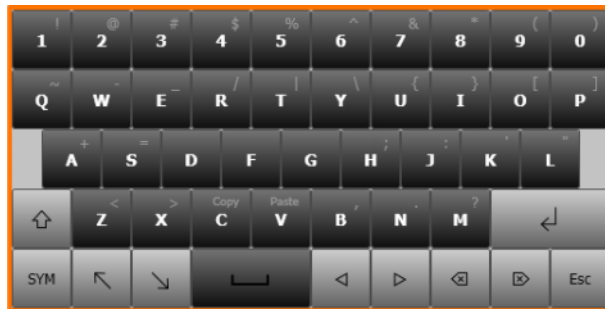 ! @ # $ % ^ & * ( )
1 2 3 4 5 6 7 8 9 0
~ - _ / | \ { } [ ]
Q W E R T Y U I O P
+ = ; : ' "
A S D F G H J K L
< > Copy Paste , . ?
Z X C V B N M
SYM Esc